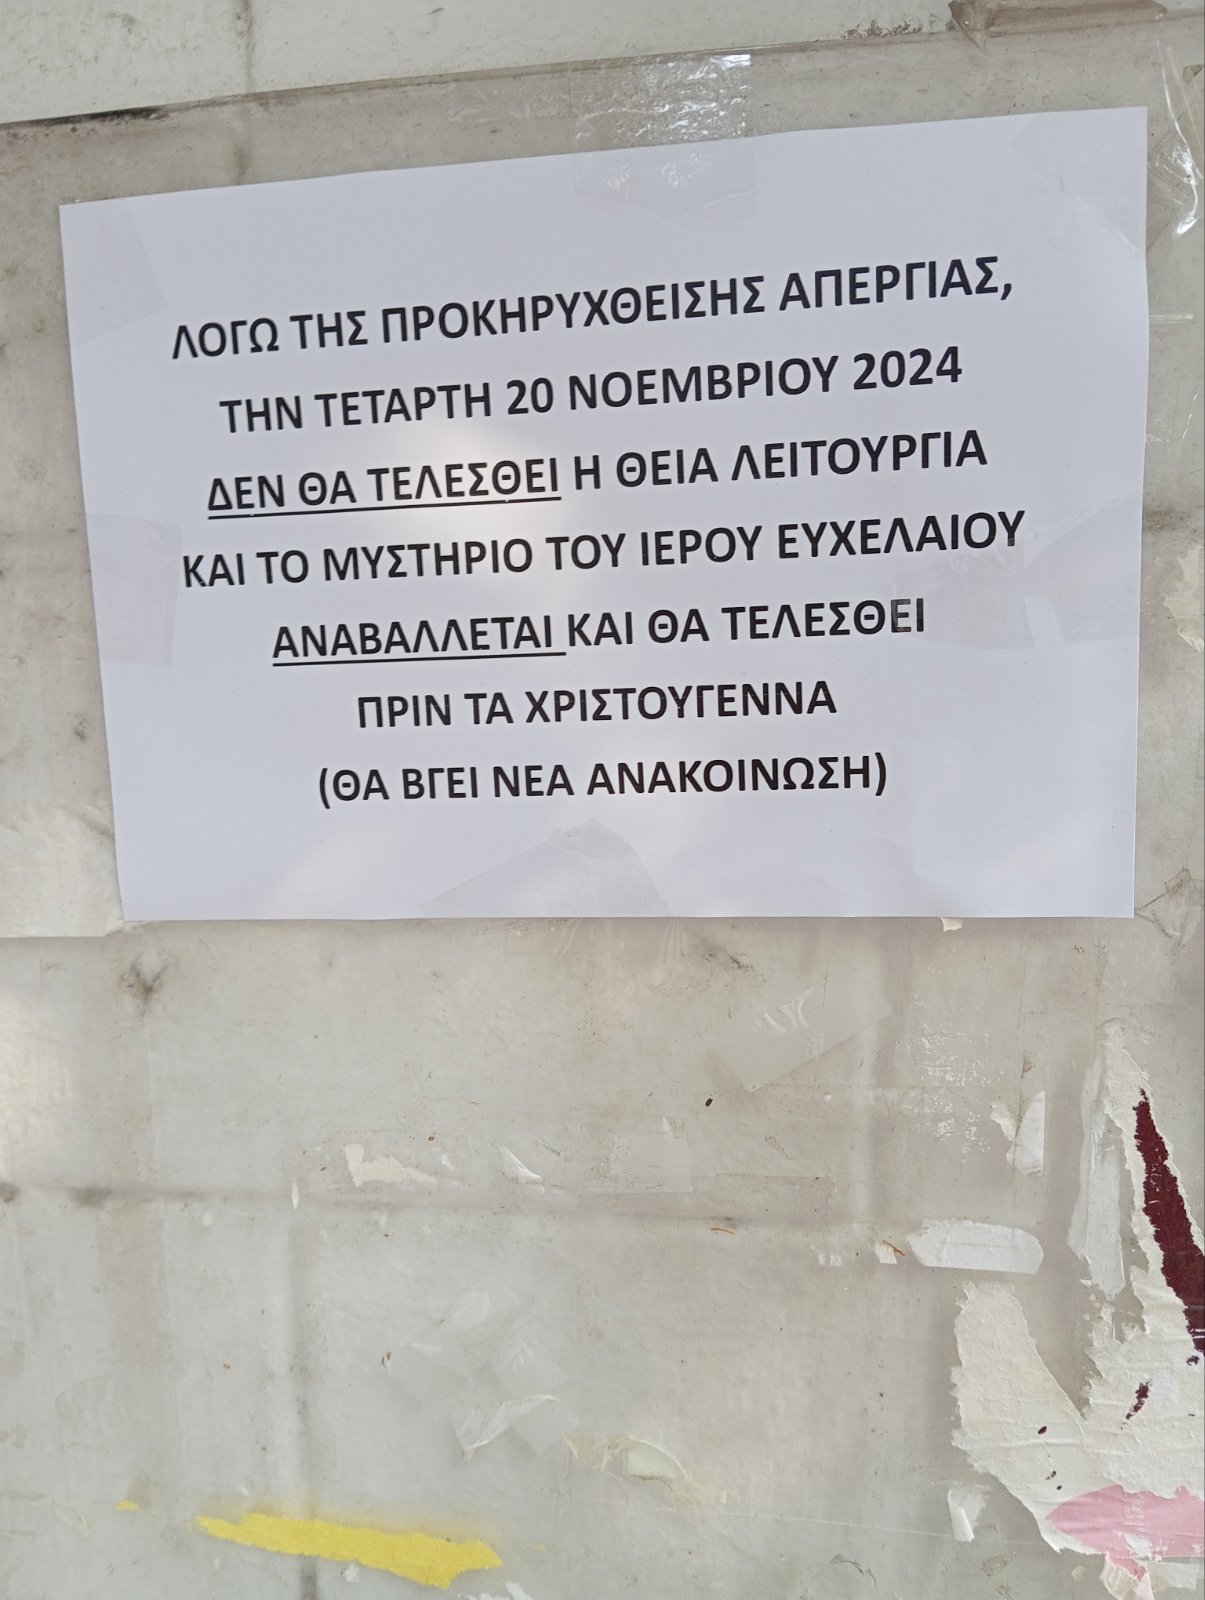 ΛΟΓΩ ΤΗΣ ΠΡΟΚΗΡΥΧΘΕΙΣΗΣ ΑΠΕΡΓΙΑΣ,
ΤΗΝ ΤΕΤΑΡΤΗ 20 ΝΟΕΜΒΡΙΟΥ 2024
ΔΕΝ ΘΑ ΤΕΛΕΣΘΕΙ Η ΘΕΙΑ ΛΕΙΤΟΥΡΓΙΑ
ΚΑΙ ΤΟ ΜΥΣΤΗΡΙΟ ΤΟΥ ΙΕΡΟΥ ΕΥΧΕΛΑΙΟΥ
ΑΝΑΒΑΛΛΕΤΑΙ ΚΑΙ ΘΑ ΤΕΛΕΣΘΕΙ
ΠΡΙΝ ΤΑ ΧΡΙΣΤΟΥΓΕΝΝΑ
(ΘΑ ΒΓΕΙ ΝΕΑ ΑΝΑΚΟΙΝΩΣΗ)